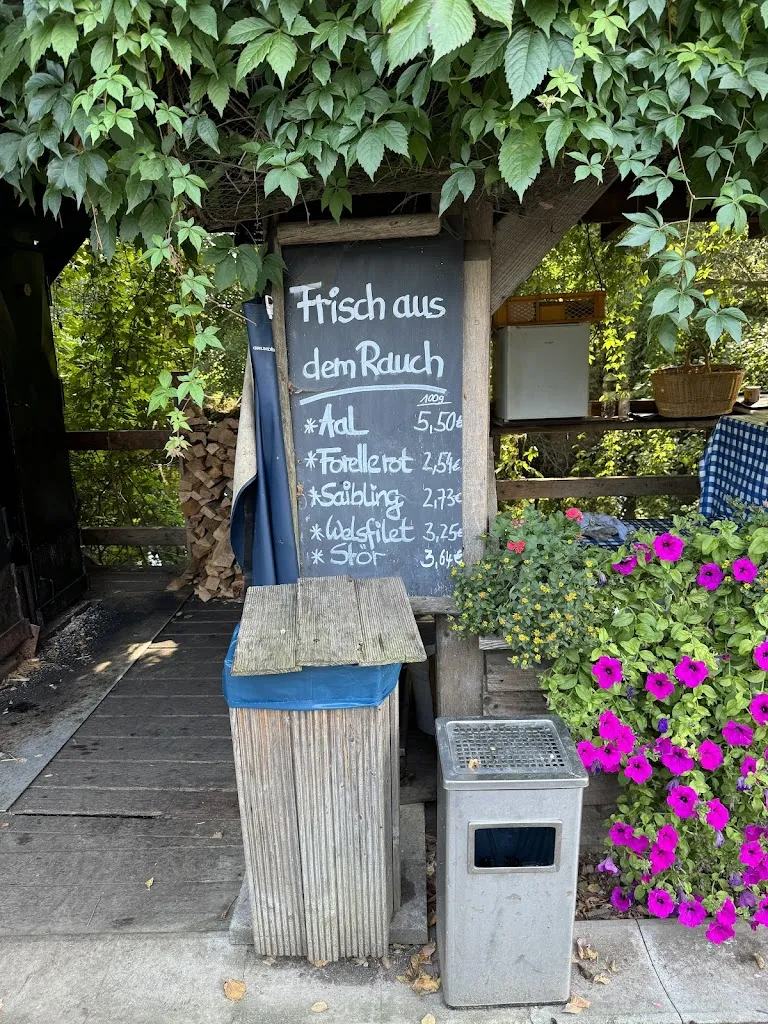 Frisch aus
dem Rauch
100g
*Aal 5,50€
*Forellerot 2,54€
*Saibling 2,73€
*Welsfilet 3,25€
*Stör 3,64€